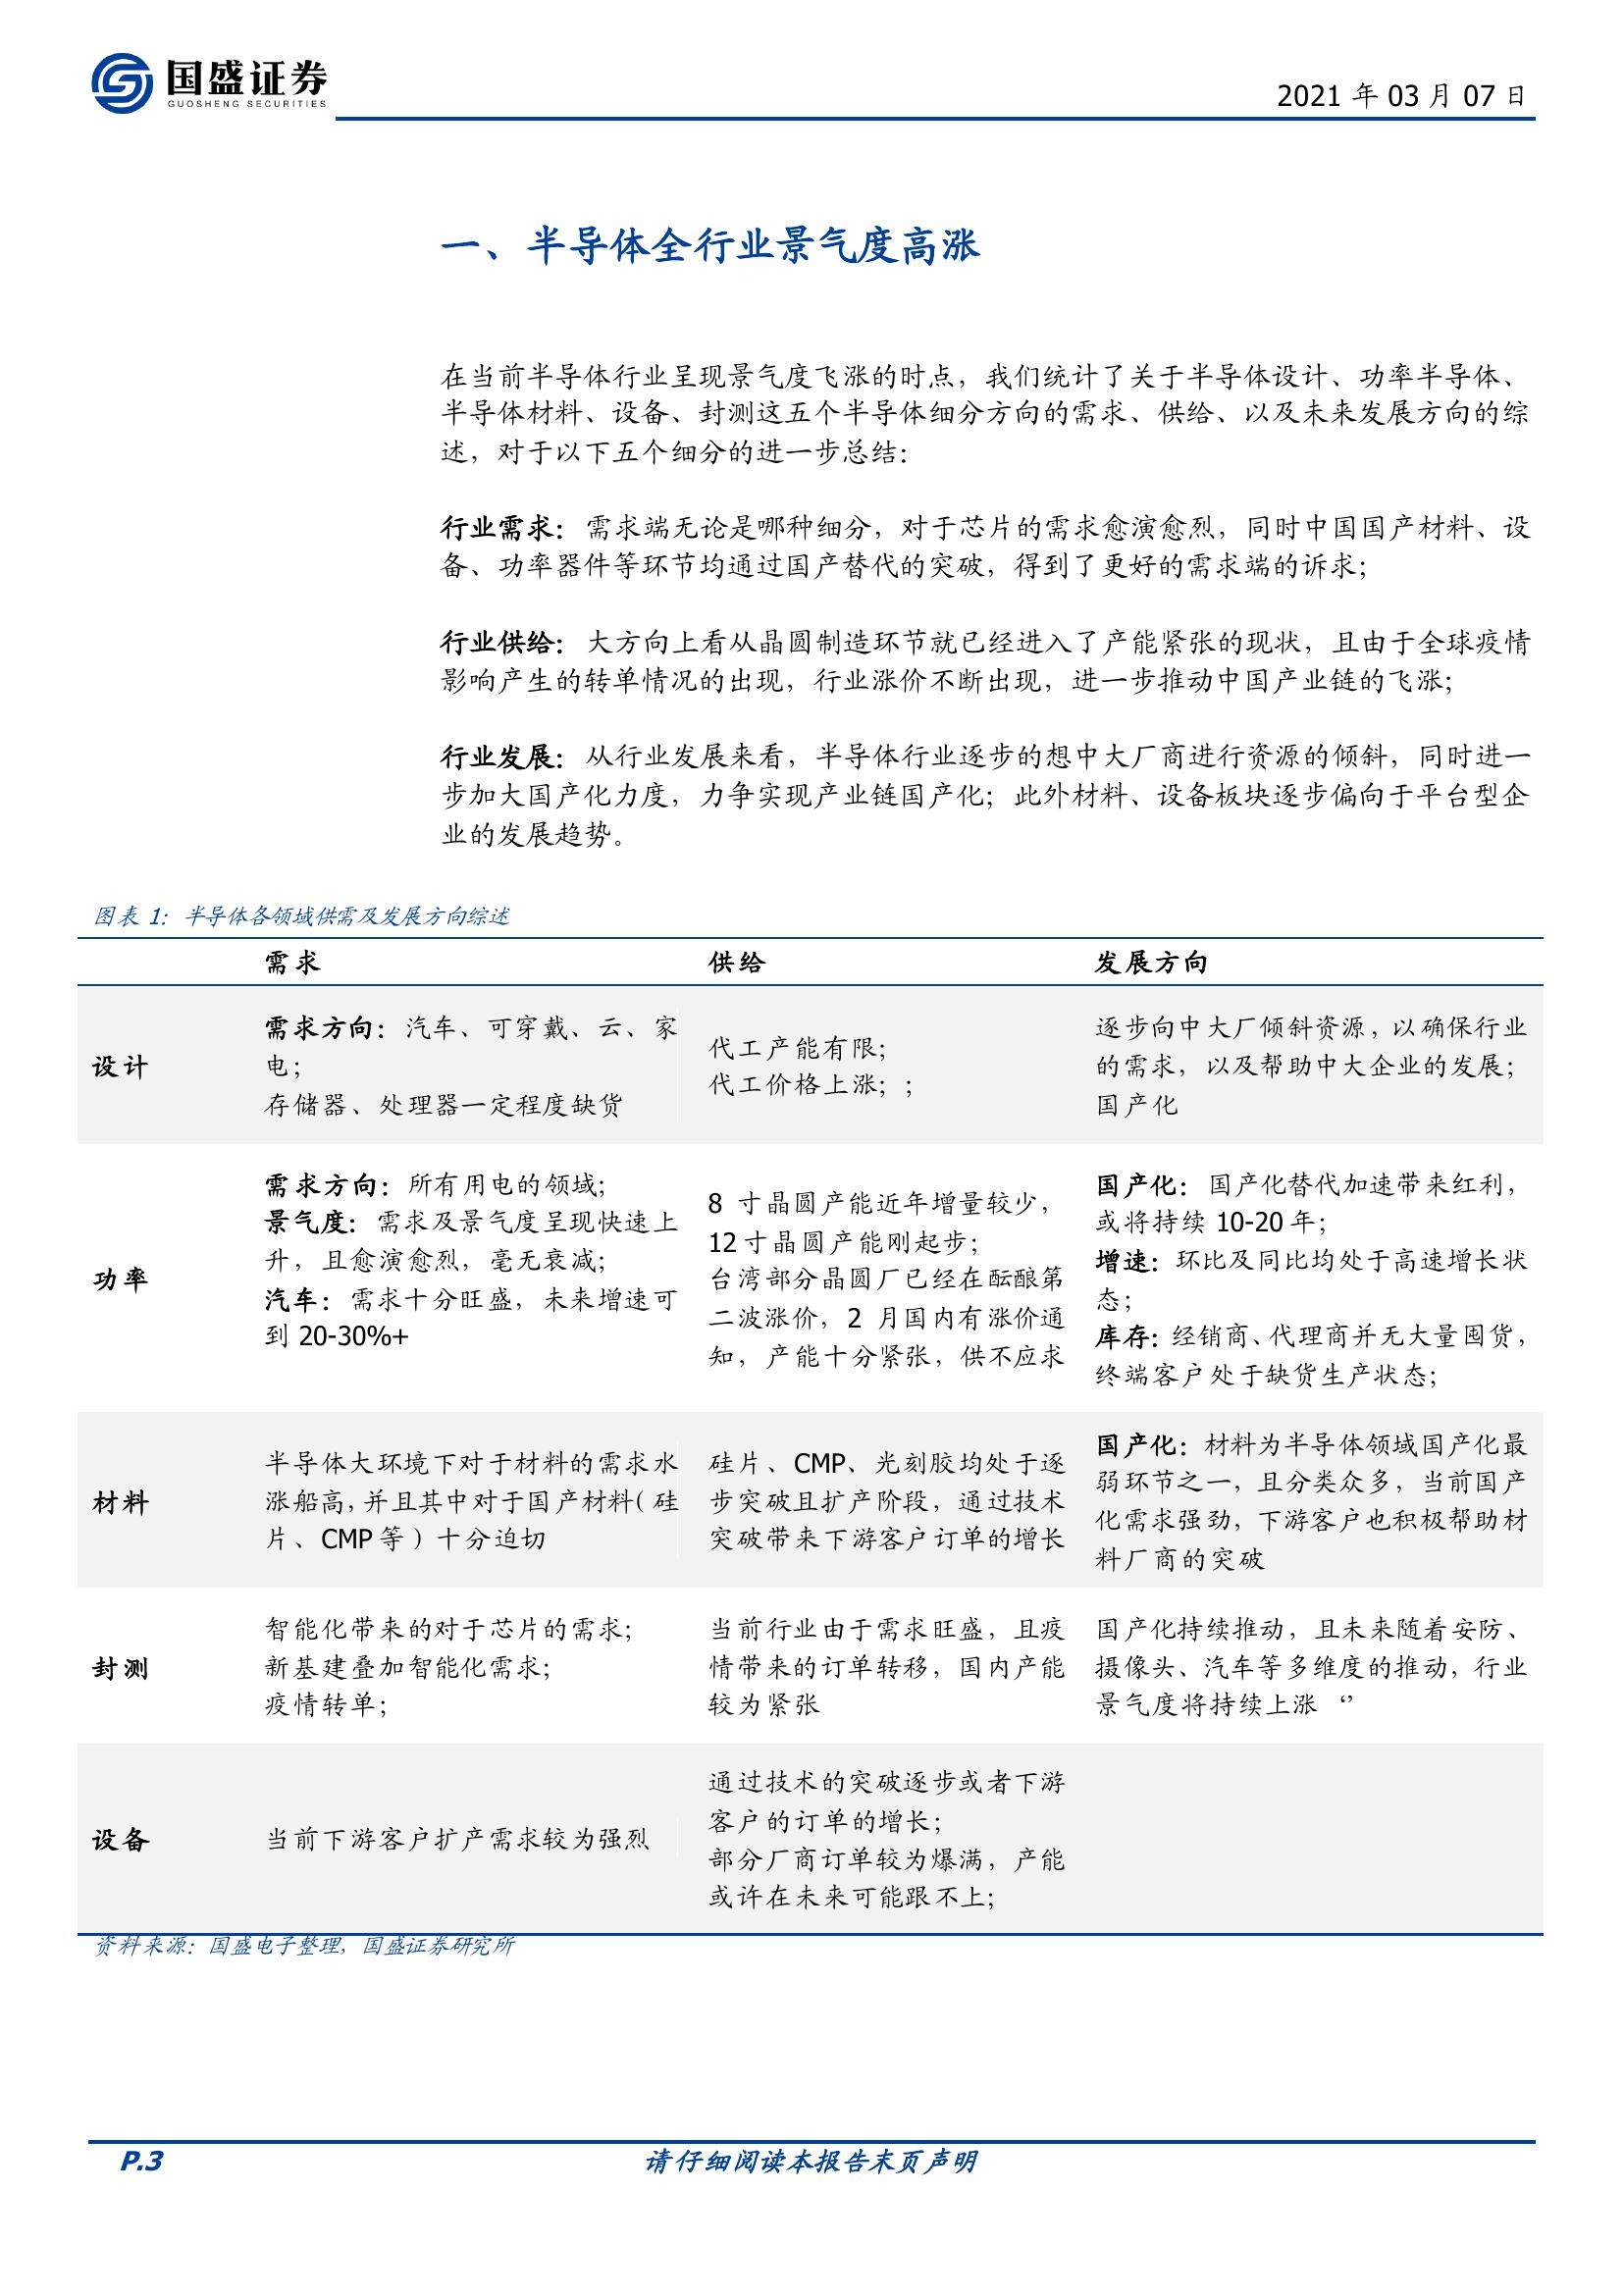 国盛证券
GUOSHENG SECURITIES
2021 年 03 月 07 日
一、半导体全行业景气度高涨
在当前半导体行业呈现景气度飞涨的时点，我们统计了关于半导体设计、功率半导体、
半导体材料、设备、封测这五个半导体细分方向的需求、供给、以及未来发展方向的综
述，对于以下五个细分的进一步总结：
行业需求：需求端无论是哪种细分，对于芯片的需求愈演愈烈，同时中国国产材料、设
备、功率器件等环节均通过国产替代的突破，得到了更好的需求端的诉求；
行业供给：大方向上看从晶圆制造环节就已经进入了产能紧张的现状，且由于全球疫情
影响产生的转单情况的出现，行业涨价不断出现，进一步推动中国产业链的飞涨；
行业发展：从行业发展来看，半导体行业逐步的想中大厂商进行资源的倾斜，同时进一
步加大国产化力度，力争实现产业链国产化；此外材料、设备板块逐步偏向于平台型企
业的发展趋势。
图表 1：半导体各领域供需及发展方向综述
需求 供给 发展方向
设计
需求方向：汽车、可穿戴、云、家
电；
存储器、处理器一定程度缺货
代工产能有限；
代工价格上涨；；
逐步向中大厂倾斜资源，以确保行业
的需求，以及帮助中大企业的发展；
国产化
功率
需求方向：所有用电的领域；
景气度：需求及景气度呈现快速上
升，且愈演愈烈，毫无衰减；
汽车：需求十分旺盛，未来增速可
到 20-30%+
8 寸晶圆产能近年增量较少，
12 寸晶圆产能刚起步；
台湾部分晶圆厂已经在酝酿第
二波涨价，2 月国内有涨价通
知，产能十分紧张，供不应求
国产化：国产化替代加速带来红利，
或将持续 10-20 年；
增速：环比及同比均处于高速增长状
态；
库存：经销商、代理商并无大量囤货，
终端客户处于缺货生产状态；
材料
半导体大环境下对于材料的需求水
涨船高，并且其中对于国产材料（硅
片、CMP 等）十分迫切
硅片、CMP、光刻胶均处于逐
步突破且扩产阶段，通过技术
突破带来下游客户订单的增长
国产化：材料为半导体领域国产化最
弱环节之一，且分类众多，当前国产
化需求强劲，下游客户也积极帮助材
料厂商的突破
封测
智能化带来的对于芯片的需求；
新基建叠加智能化需求；
疫情转单；
当前行业由于需求旺盛，且疫
情带来的订单转移，国内产能
较为紧张
国产化持续推动，且未来随着安防、
摄像头、汽车等多维度的推动，行业
景气度将持续上涨 ‘’
设备
当前下游客户扩产需求较为强烈
通过技术的突破逐步或者下游
客户的订单的增长；
部分厂商订单较为爆满，产能
或许在未来可能跟不上；
资料来源：国盛电子整理，国盛证券研究所
P.3 请仔细阅读本报告末页声明